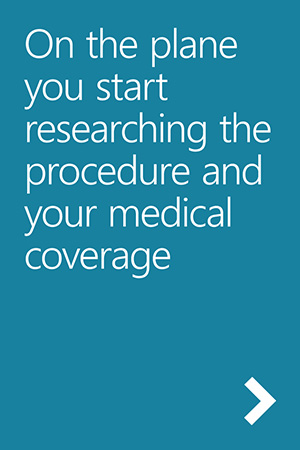 On the plane
you start
researching the
procedure and
your medical
coverage